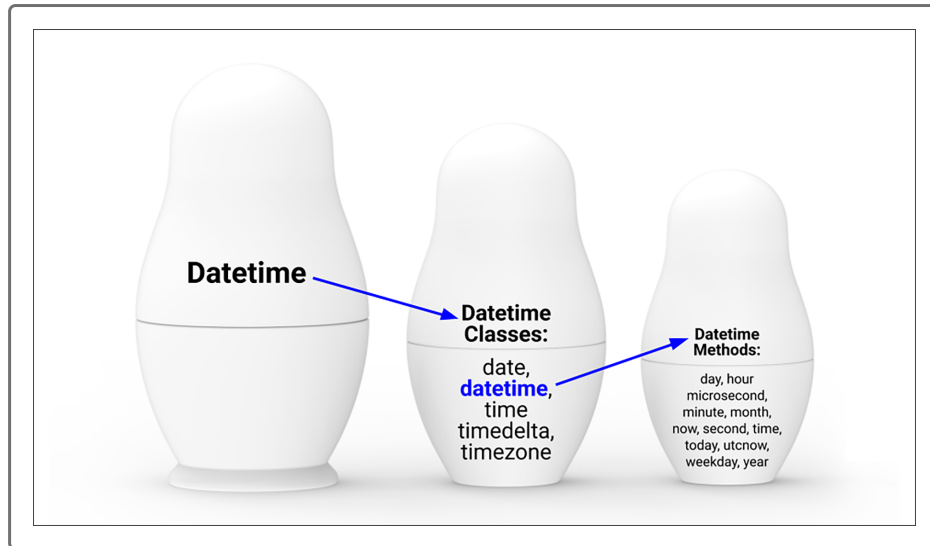 Datetime
Datetime
Classes:
date,
datetime,
time
timedelta,
timezone
Datetime
Methods:
day, hour
microsecond,
minute, month,
now, second, time,
today, utcnow,
weekday, year